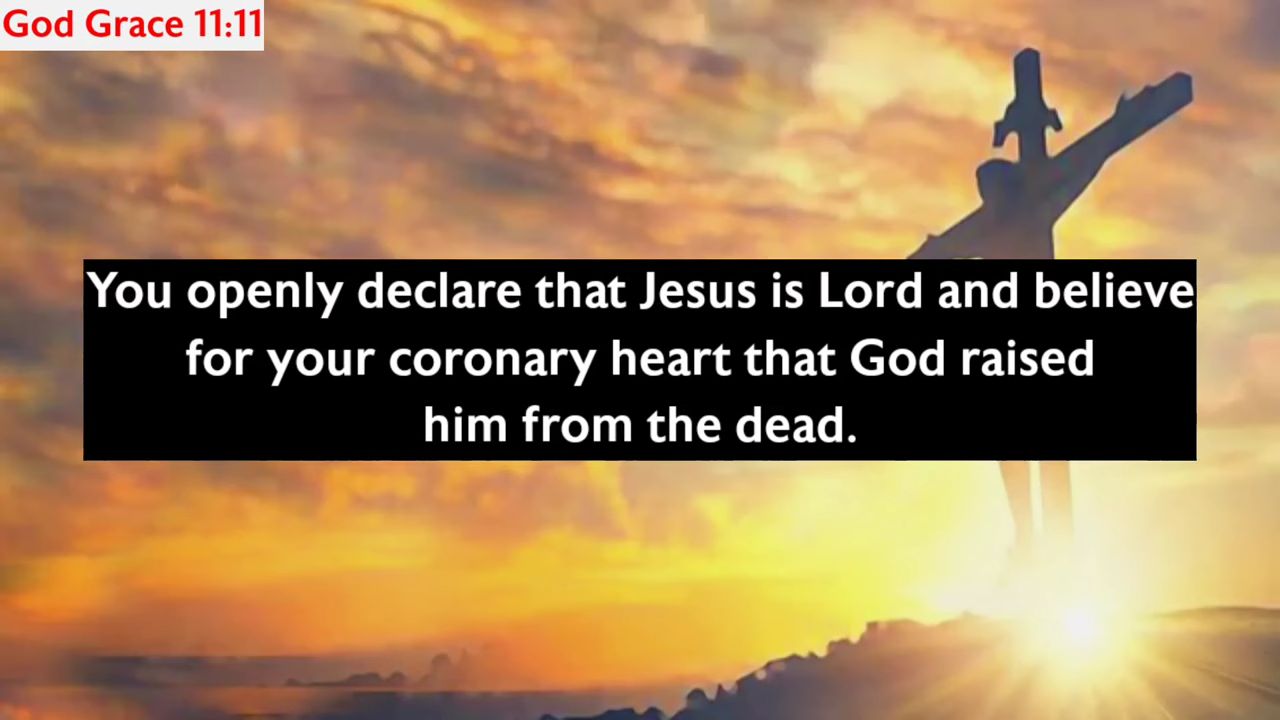 God Grace 11:11
You openly declare that Jesus is Lord and believe
for your coronary heart that God raised
him from the dead.